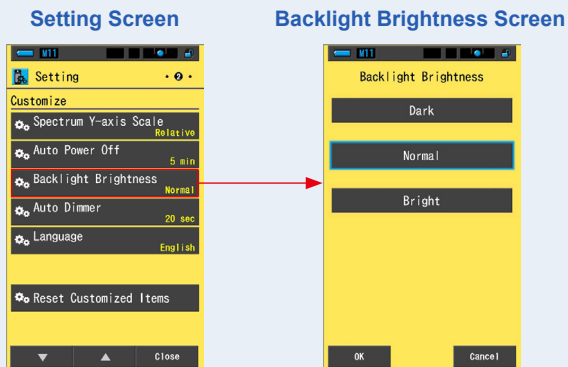 Setting Screen
Backlight Brightness Screen
M11
Setting
• 2 •
Customize
Spectrum Y-axis Scale
Relative
Auto Power Off
5 min
Backlight Brightness
Normal
Auto Dimmer
20 sec
Language
English
Reset Customized Items
Close
M11
Backlight Brightness
Dark
Normal
Bright
OK
Cancel